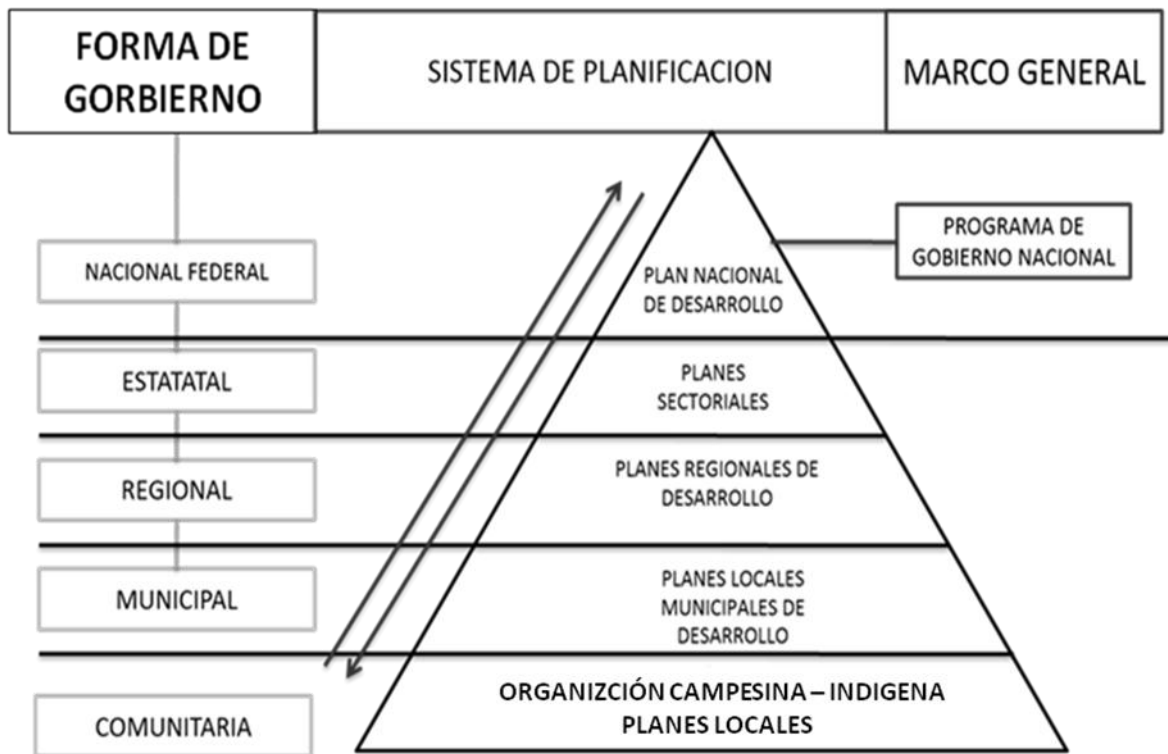 FORMA DE
GORBIERNO
SISTEMA DE PLANIFICACION
MARCO GENERAL
PROGRAMA DE
GOBIERNO NACIONAL
NACIONAL FEDERAL
PLAN NACIONAL
DE DESARROLLO
ESTATATAL
PLANES
SECTORIALES
REGIONAL
PLANES REGIONALES DE
DESARROLLO
MUNICIPAL
PLANES LOCALES
MUNICIPALES DE
DESARROLLO
COMUNITARIA
ORGANIZCIÓN CAMPESINA – INDIGENA
PLANES LOCALES